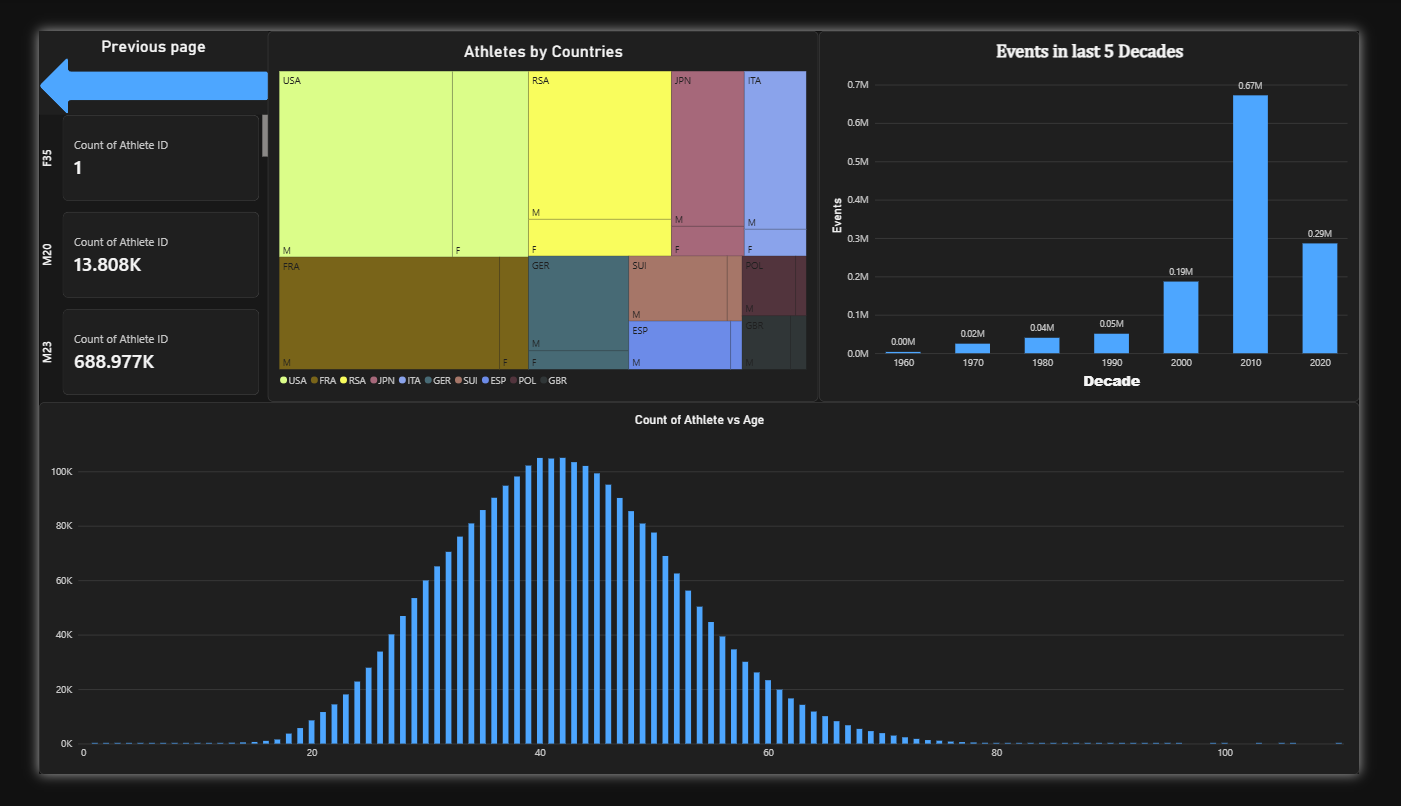 Previous page
F35
Count of Athlete ID
1
M20
Count of Athlete ID
13.808K
M23
Count of Athlete ID
688.977K
Athletes by Countries
USA
M
F
RSA
M
F
JPN
M
F
ITA
M
F
FRA
M
F
GER
M
F
SUI
M
ESP
M
POL
M
GBR
M
USA FRA RSA JPN ITA GER SUI ESP POL GBR
Events in last 5 Decades
Events
0.7M
0.6M
0.5M
0.4M
0.3M
0.2M
0.1M
0.0M
0.00M
0.02M
0.04M
0.05M
0.19M
0.67M
0.29M
1960 1970 1980 1990 2000 2010 2020
Decade
Count of Athlete vs Age
100K
80K
60K
40K
20K
0K
0 20 40 60 80 100